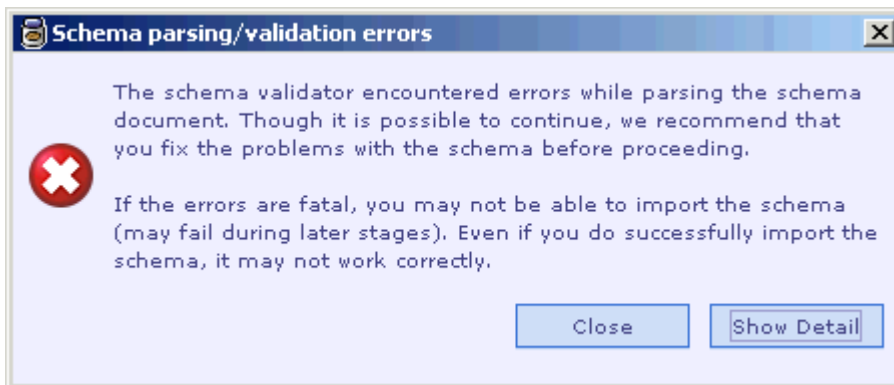 Schema parsing/validation errors
The schema validator encountered errors while parsing the schema
document. Though it is possible to continue, we recommend that
you fix the problems with the schema before proceeding.
If the errors are fatal, you may not be able to import the schema
(may fail during later stages). Even if you do successfully import the
schema, it may not work correctly.
Close Show Detail